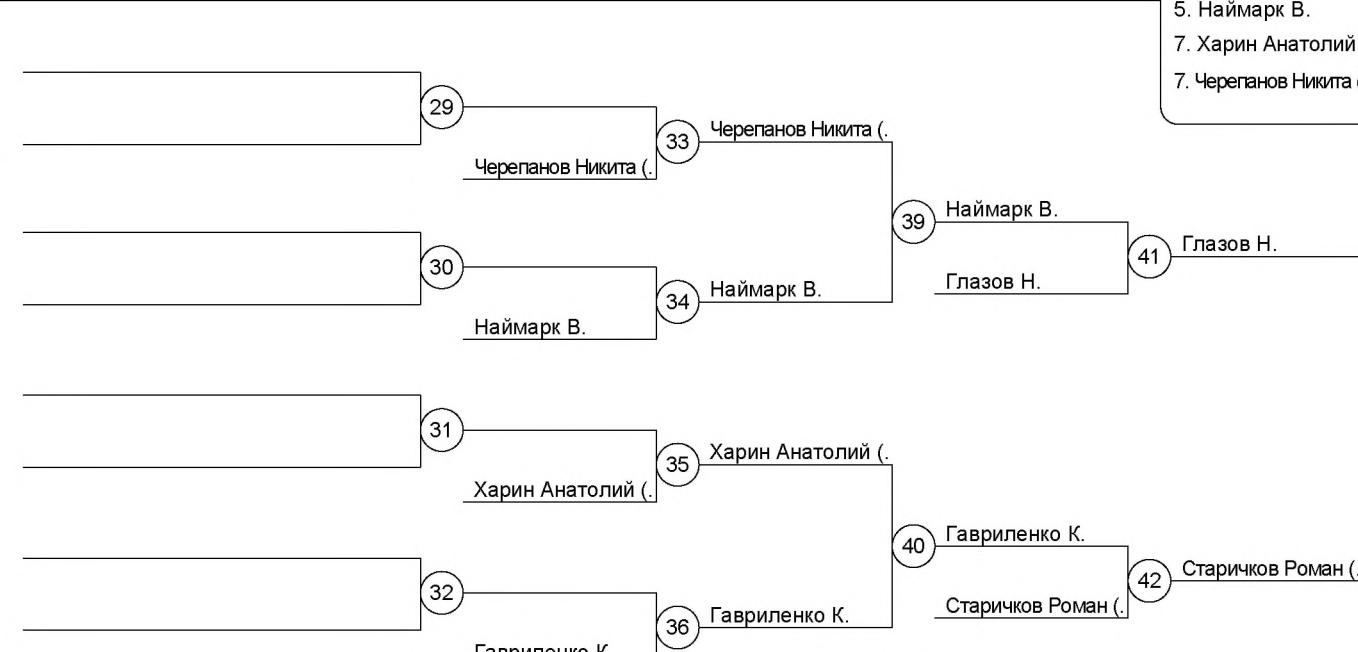 5. Наймарк В.
7. Харин Анатолий
7. Черепанов Никита (
29
33
Черепанов Никита (.
Черепанов Никита (.
39
Наймарк В.
41
Глазов Н.
30
34
Наймарк В.
Глазов Н.
Наймарк В.
31
35
Харин Анатолий (.
Харин Анатолий (.
40
Гавриленко К.
42
Старичков Роман (.
32
36
Гавриленко К.
Старичков Роман (.
Гавриленко К.